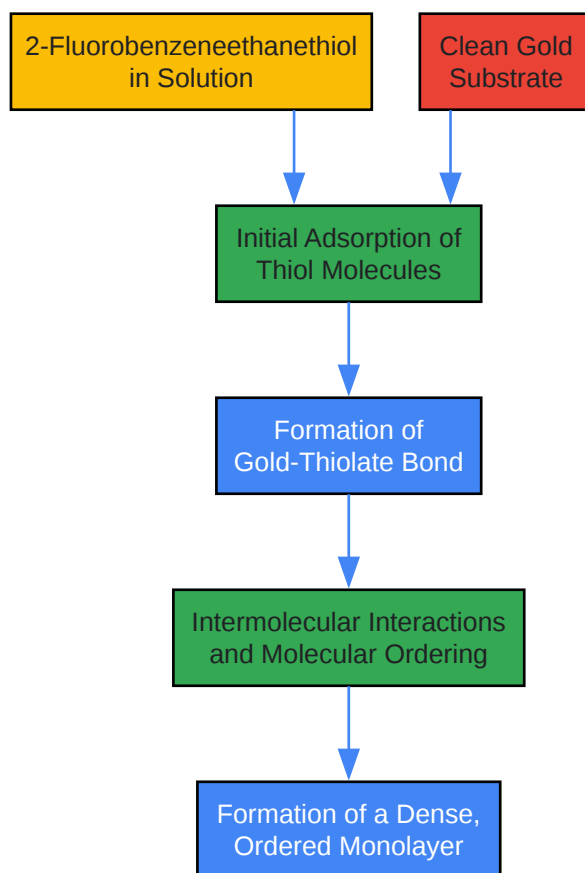 2-Fluorobenzeneethanethiol
in Solution
Clean Gold
Substrate
Initial Adsorption of
Thiol Molecules
Formation of
Gold-Thiolate Bond
Intermolecular Interactions
and Molecular Ordering
Formation of a Dense,
Ordered Monolayer